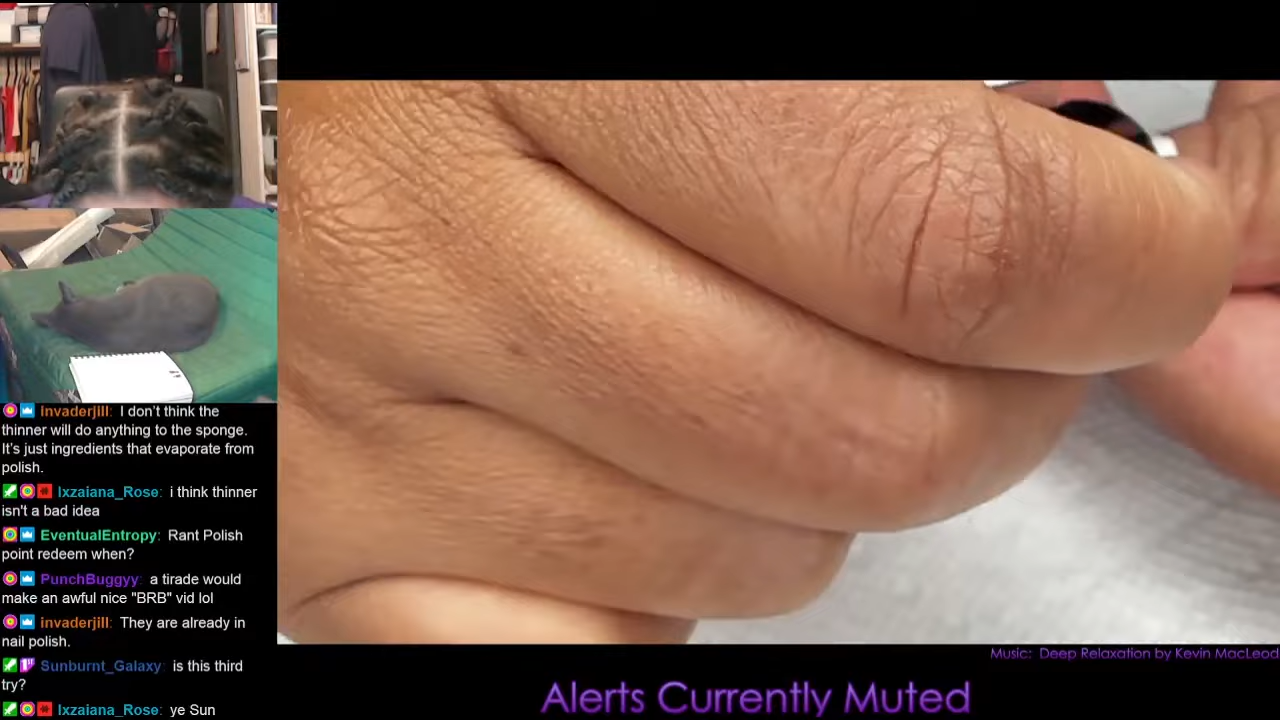 invaderjill: I don't think the
thinner will do anything to the sponge.
It's just ingredients that evaporate from
polish.
Ixzaiana_Rose: i think thinner
isn't a bad idea
EventualEntropy: Rant Polish
point redeem when?
PunchBuggyy: a tirade would
make an awful nice "BRB" vid lol
invaderjill: They are already in
nail polish.
Sunburnt_Galaxy: is this third
try?
Ixzaiana_Rose: ye Sun
Music: Deep Relaxation by Kevin MacLeod
Alerts Currently Muted